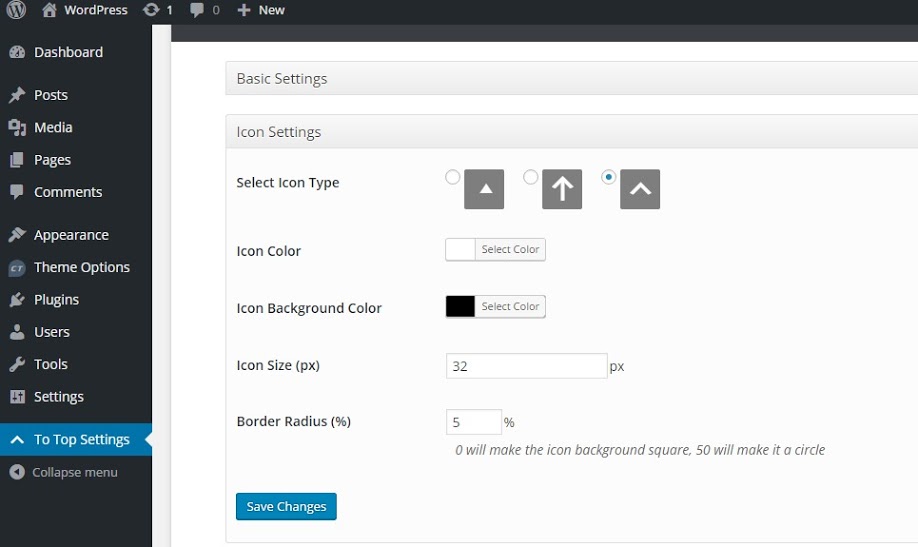 WordPress 1 0 New
Dashboard
Posts
Media
Pages
Comments
Appearance
CT Theme Options
Plugins
Users
Tools
Settings
To Top Settings
Collapse menu
Basic Settings
Icon Settings
Select Icon Type
Icon Color Select Color
Icon Background Color Select Color
Icon Size (px) 32 px
Border Radius (%) 5 %
0 will make the icon background square, 50 will make it a circle
Save Changes